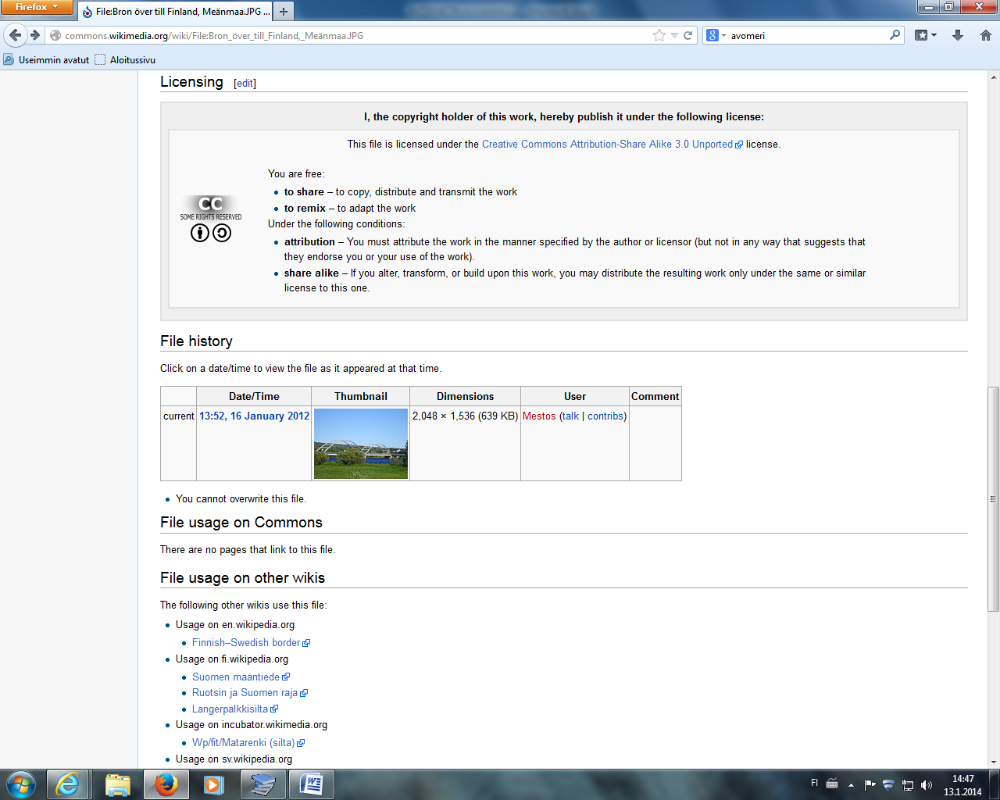 Firefox
File:Bron över till Finland, Meänmaa.JPG ...
commons.wikimedia.org/wiki/File:Bron_över_till_Finland,_Meänmaa.JPG
avomeri
Useimmin avatut
Aloitussivu
Licensing [edit]
I, the copyright holder of this work, hereby publish it under the following license:
This file is licensed under the Creative Commons Attribution-Share Alike 3.0 Unported license.
You are free:
to share – to copy, distribute and transmit the work
to remix – to adapt the work
Under the following conditions:
attribution – You must attribute the work in the manner specified by the author or licensor (but not in any way that suggests that
they endorse you or your use of the work).
share alike – If you alter, transform, or build upon this work, you may distribute the resulting work only under the same or similar
license to this one.
CC
SOME RIGHTS RESERVED
File history
Click on a date/time to view the file as it appeared at that time.
Date/Time Thumbnail Dimensions User Comment
current 13:52, 16 January 2012 2,048 × 1,536 (639 KB) Mestos (talk | contribs)
You cannot overwrite this file.
File usage on Commons
There are no pages that link to this file.
File usage on other wikis
The following other wikis use this file:
Usage on en.wikipedia.org
Finnish–Swedish border
Usage on fi.wikipedia.org
Suomen maantiede
Ruotsin ja Suomen raja
Langerpalkkisilta
Usage on incubator.wikimedia.org
Wp/fit/Matarenki (silta)
Usage on sv.wikipedia.org
FI
14:47
13.1.2014